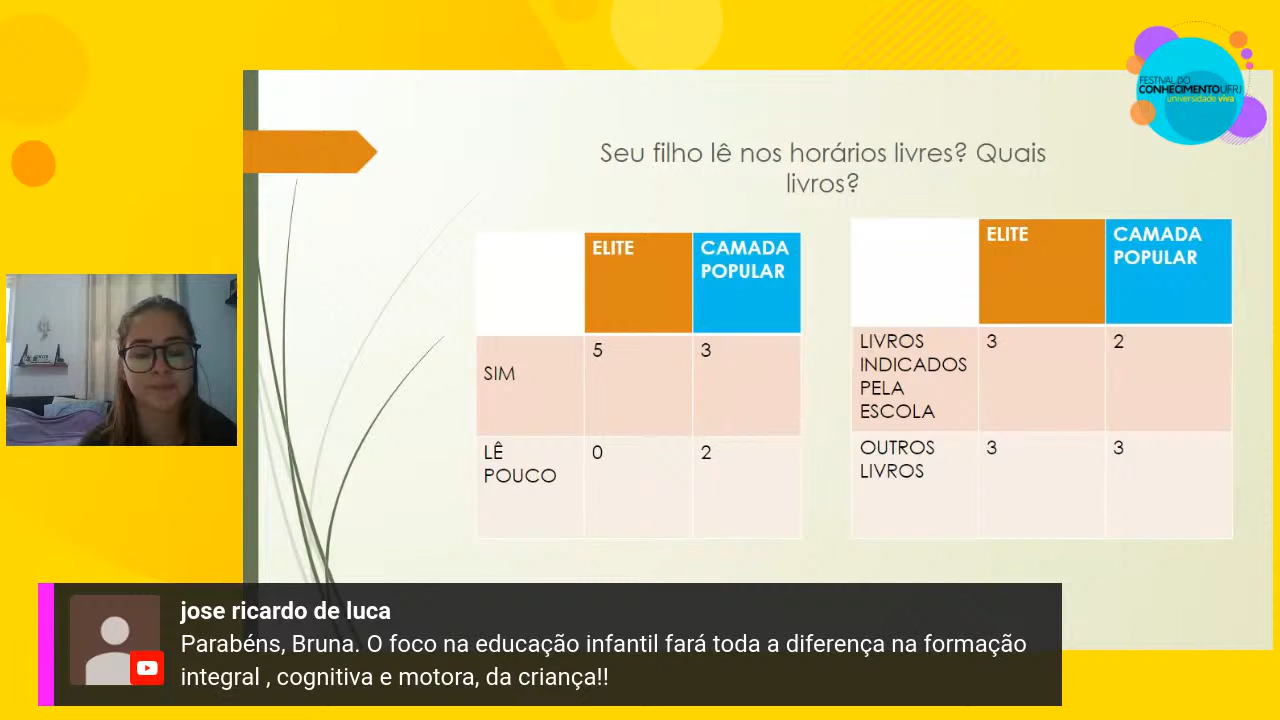 FESTIVAL DO
CONHECIMENTOUFRJ
universidade viva
Seu filho lê nos horários livres? Quais
livros?
ELITE
CAMADA
POPULAR
SIM
5
3
LÊ
POUCO
0
2
ELITE
CAMADA
POPULAR
LIVROS
INDICADOS
PELA
ESCOLA
3
2
OUTROS
LIVROS
3
3
jose ricardo de luca
Parabéns, Bruna. O foco na educação infantil fará toda a diferença na formação
integral , cognitiva e motora, da criança!!